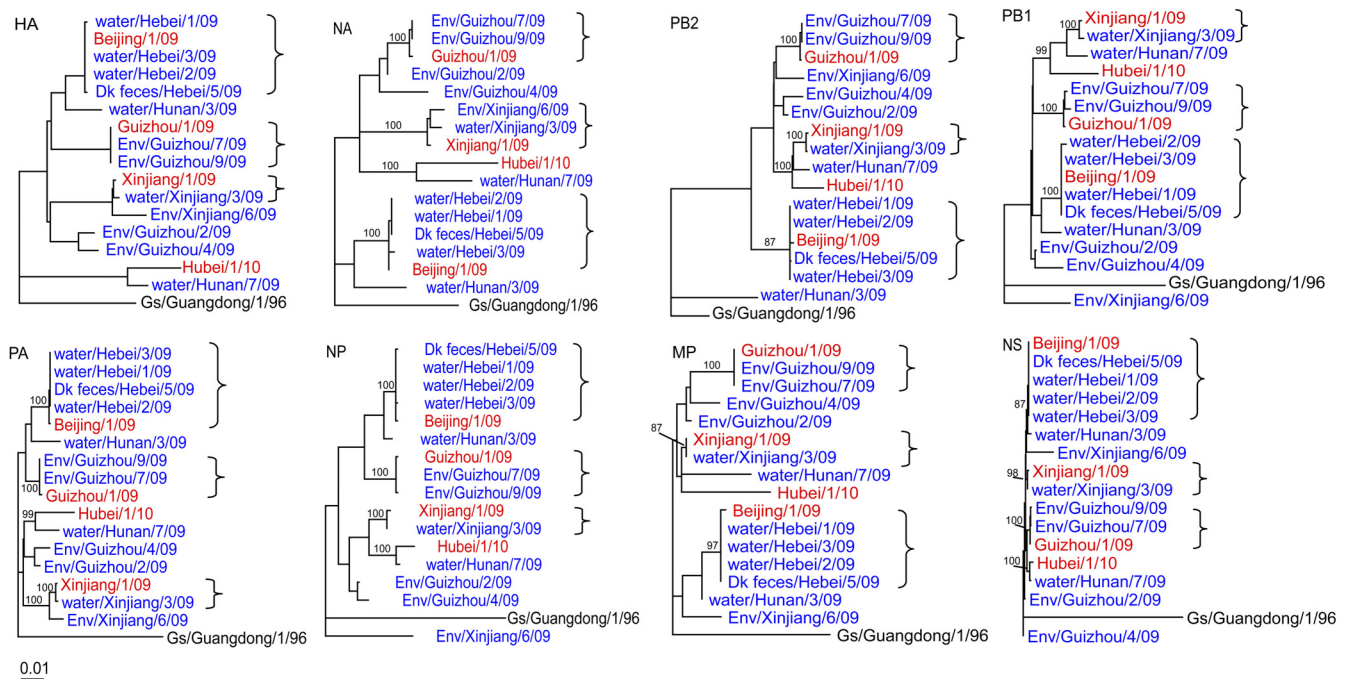 HA
water/Hebei/1/09
Beijing/1/09
water/Hebei/3/09
water/Hebei/2/09
Dk feces/Hebei/5/09
water/Hunan/3/09
Guizhou/1/09
Env/Guizhou/7/09
Env/Guizhou/9/09
Xinjiang/1/09
water/Xinjiang/3/09
Env/Xinjiang/6/09
Env/Guizhou/2/09
Env/Guizhou/4/09
Hubei/1/10
water/Hunan/7/09
Gs/Guangdong/1/96
NA
Env/Guizhou/7/09
100
Env/Guizhou/9/09
Guizhou/1/09
Env/Guizhou/2/09
Env/Guizhou/4/09
Env/Xinjiang/6/09
100
water/Xinjiang/3/09
Xinjiang/1/09
Hubei/1/10
100
water/Hunan/7/09
water/Hebei/2/09
water/Hebei/1/09
100
Dk feces/Hebei/5/09
water/Hebei/3/09
Beijing/1/09
water/Hunan/3/09
Gs/Guangdong/1/96
PB2
Env/Guizhou/7/09
100
Env/Guizhou/9/09
Guizhou/1/09
Env/Xinjiang/6/09
Env/Guizhou/4/09
Env/Guizhou/2/09
Xinjiang/1/09
100
water/Xinjiang/3/09
100
water/Hunan/7/09
Hubei/1/10
water/Hebei/1/09
water/Hebei/2/09
87
Beijing/1/09
Dk feces/Hebei/5/09
water/Hebei/3/09
water/Hunan/3/09
Gs/Guangdong/1/96
PB1
Xinjiang/1/09
100
water/Xinjiang/3/09
99
water/Hunan/7/09
Hubei/1/10
Env/Guizhou/7/09
100
Env/Guizhou/9/09
Guizhou/1/09
water/Hebei/2/09
water/Hebei/3/09
Beijing/1/09
100
water/Hebei/1/09
Dk feces/Hebei/5/09
water/Hunan/3/09
Env/Guizhou/2/09
Env/Guizhou/4/09
Gs/Guangdong/1/96
Env/Xinjiang/6/09
PA
water/Hebei/3/09
water/Hebei/1/09
Dk feces/Hebei/5/09
100
water/Hebei/2/09
Beijing/1/09
water/Hunan/3/09
Env/Guizhou/9/09
Env/Guizhou/7/09
100
Guizhou/1/09
Hubei/1/10
99
water/Hunan/7/09
Env/Guizhou/4/09
Env/Guizhou/2/09
Xinjiang/1/09
100
water/Xinjiang/3/09
100
Env/Xinjiang/6/09
Gs/Guangdong/1/96
0.01
NP
Dk feces/Hebei/5/09
water/Hebei/1/09
100
water/Hebei/2/09
water/Hebei/3/09
Beijing/1/09
water/Hunan/3/09
Guizhou/1/09
100
Env/Guizhou/7/09
Env/Guizhou/9/09
Xinjiang/1/09
100
water/Xinjiang/3/09
Hubei/1/10
100
water/Hunan/7/09
Env/Guizhou/2/09
Env/Guizhou/4/09
Gs/Guangdong/1/96
Env/Xinjiang/6/09
MP
Guizhou/1/09
100
Env/Guizhou/9/09
Env/Guizhou/7/09
Env/Guizhou/4/09
Env/Guizhou/2/09
87
Xinjiang/1/09
water/Xinjiang/3/09
water/Hunan/7/09
Hubei/1/10
Beijing/1/09
water/Hebei/1/09
97
water/Hebei/3/09
water/Hebei/2/09
Dk feces/Hebei/5/09
water/Hunan/3/09
Env/Xinjiang/6/09
Gs/Guangdong/1/96
NS
Beijing/1/09
Dk feces/Hebei/5/09
water/Hebei/1/09
water/Hebei/2/09
87
water/Hebei/3/09
water/Hunan/3/09
Env/Xinjiang/6/09
98
Xinjiang/1/09
water/Xinjiang/3/09
Env/Guizhou/9/09
100
Env/Guizhou/7/09
Guizhou/1/09
100
Hubei/1/10
water/Hunan/7/09
Env/Guizhou/2/09
Gs/Guangdong/1/96
Env/Guizhou/4/09